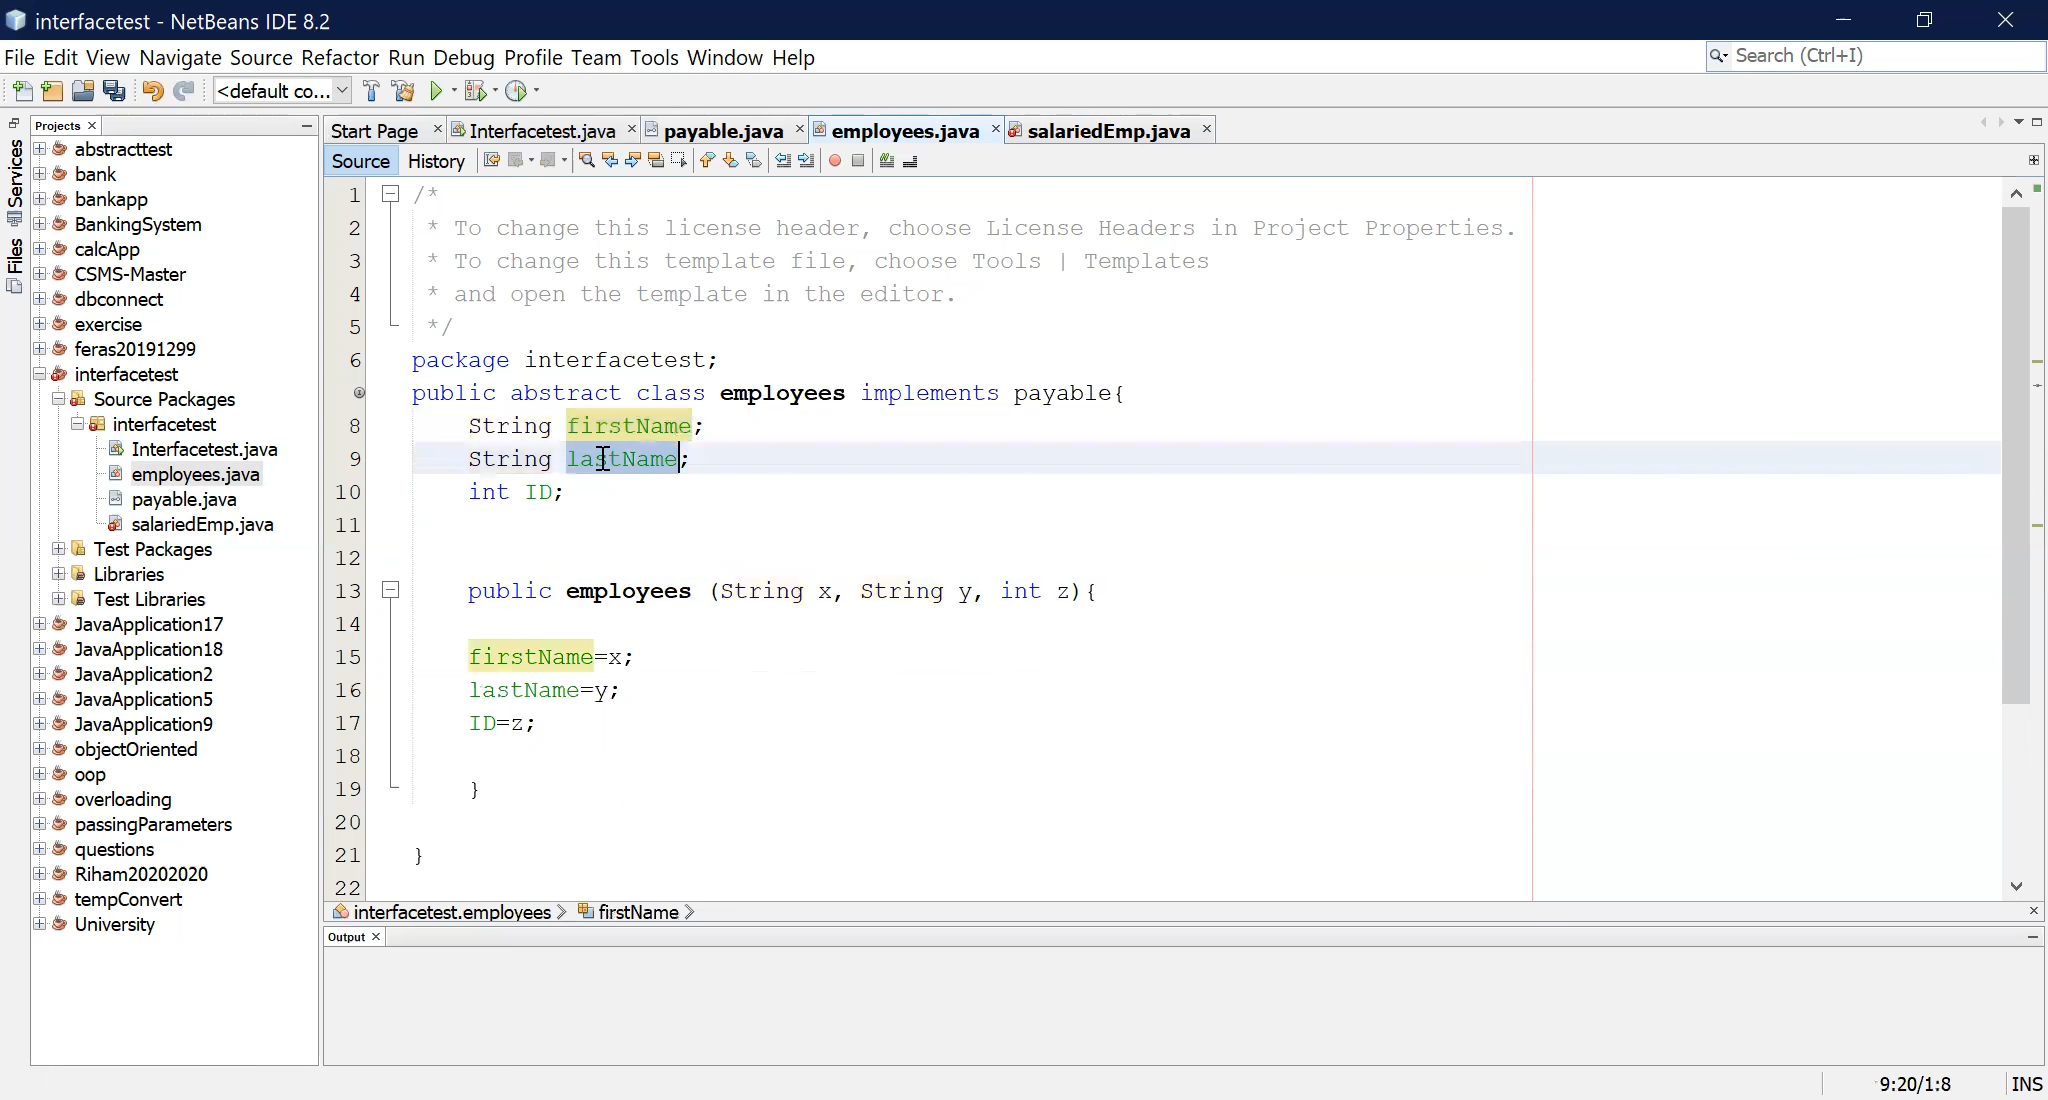 interfacetest - NetBeans IDE 8.2
File Edit View Navigate Source Refactor Run Debug Profile Team Tools Window Help
Search (Ctrl+I)
<default co...
Services
Files
Projects
abstracttest
bank
bankapp
BankingSystem
calcApp
CSMS-Master
dbconnect
exercise
feras20191299
interfacetest
Source Packages
interfacetest
Interfacetest.java
employees.java
payable.java
salariedEmp.java
Test Packages
Libraries
Test Libraries
JavaApplication17
JavaApplication18
JavaApplication2
JavaApplication5
JavaApplication9
objectOriented
oop
overloading
passingParameters
questions
Riham20202020
tempConvert
University
Start Page Interfacetest.java payable.java employees.java salariedEmp.java
Source History
1 /*
2 * To change this license header, choose License Headers in Project Properties.
3 * To change this template file, choose Tools | Templates
4 * and open the template in the editor.
5 */
6 package interfacetest;
public abstract class employees implements payable{
8 String firstName;
9 String lastName;
10 int ID;
11
12
13 public employees (String x, String y, int z){
14
15 firstName=x;
16 lastName=y;
17 ID=z;
18
19 }
20
21 }
22
interfacetest.employees firstName
Output
9:20/1:8 INS